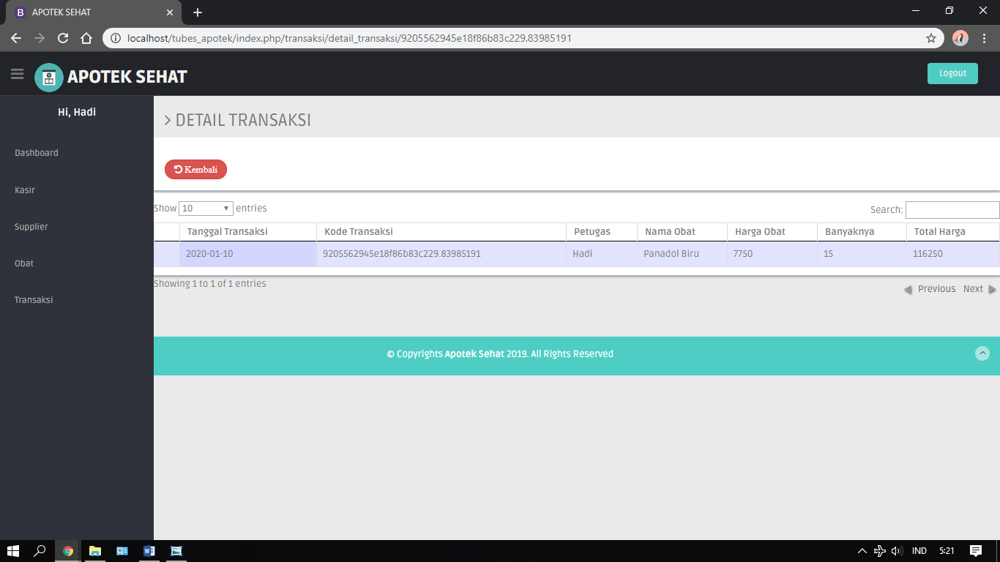 APOTEK SEHAT
localhost/tubes_apotek/index.php/transaksi/detail_transaksi/9205562945e18f86b83c229.83985191
APOTEK SEHAT
Logout
Hi, Hadi
Dashboard
Kasir
Supplier
Obat
Transaksi
DETAIL TRANSAKSI
Kembali
Show 10 entries
Search:
Tanggal Transaksi Kode Transaksi Petugas Nama Obat Harga Obat Banyaknya Total Harga
2020-01-10 9205562945e18f86b83c229.83985191 Hadi Panadol Biru 7750 15 116250
Showing 1 to 1 of 1 entries
Previous Next
© Copyrights Apotek Sehat 2019. All Rights Reserved
IND 5:21